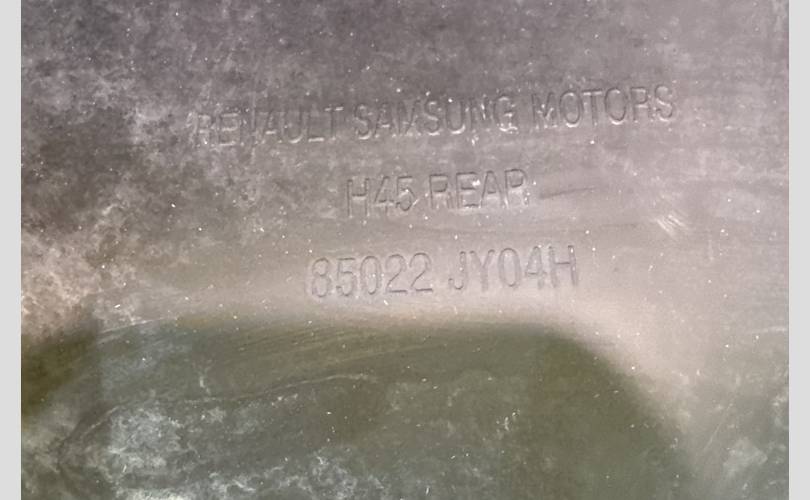 RENAULT SAMSUNG MOTORS
H45 REAR
85022 JY04H